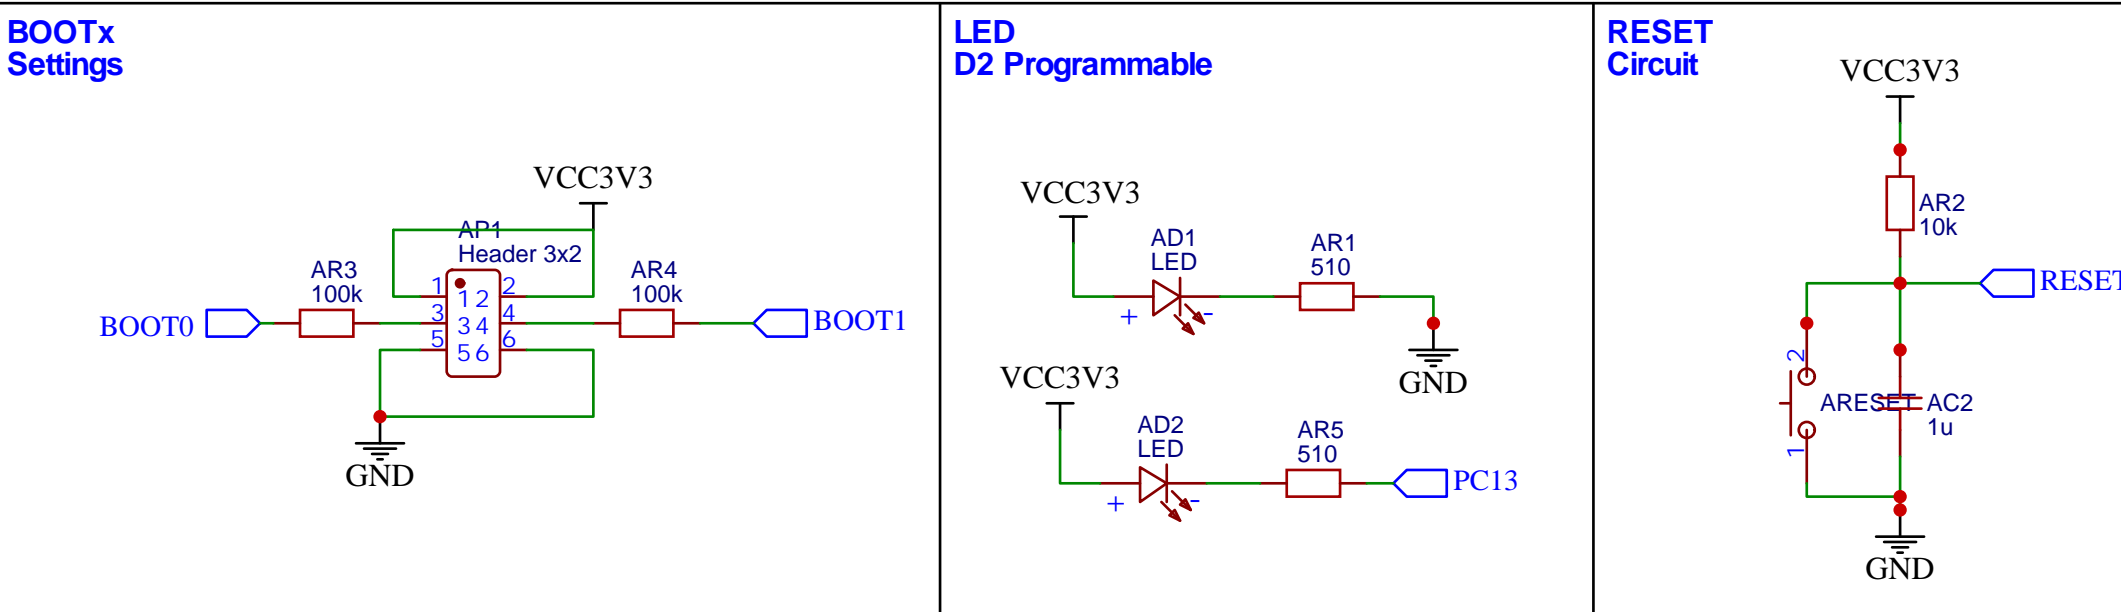 BOOTx
Settings
VCC3V3
AP1
Header 3x2
AR3
100k
AR4
100k
1
2
1 2
3
4
3 4
5
6
5 6
BOOT0
BOOT1
GND
LED
D2 Programmable
VCC3V3
AD1
LED
AR1
510
+
-
GND
VCC3V3
AD2
LED
AR5
510
+
-
PC13
RESET
Circuit
VCC3V3
AR2
10k
RESET
2
ARESET
AC2
1u
1
GND